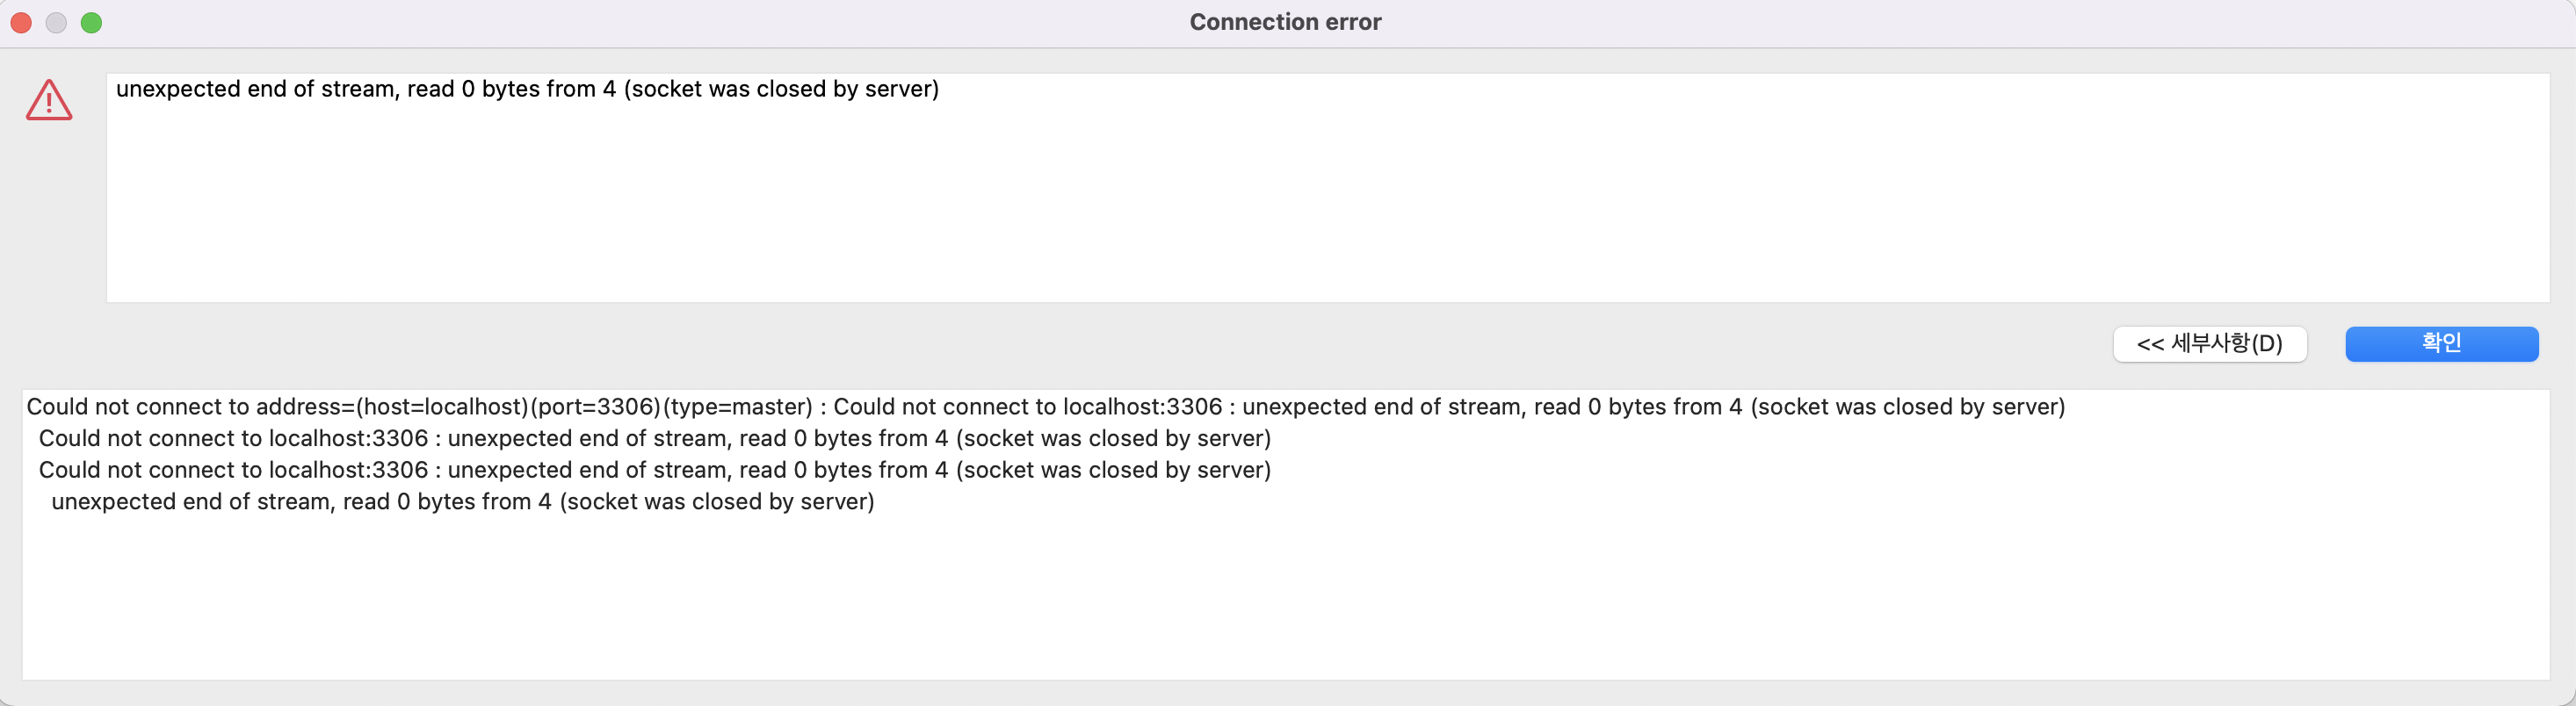 Connection error
unexpected end of stream, read 0 bytes from 4 (socket was closed by server)
<< 세부사항(D)
확인
Could not connect to address=(host=localhost)(port=3306)(type=master) : Could not connect to localhost:3306 : unexpected end of stream, read 0 bytes from 4 (socket was closed by server)
Could not connect to localhost:3306 : unexpected end of stream, read 0 bytes from 4 (socket was closed by server)
Could not connect to localhost:3306 : unexpected end of stream, read 0 bytes from 4 (socket was closed by server)
unexpected end of stream, read 0 bytes from 4 (socket was closed by server)